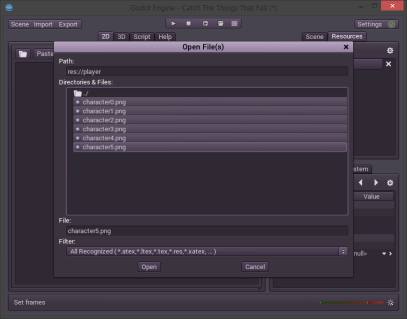 Godot Engine - Catch The Things That Fall (*)
Scene Import Export
Settings
2D 3D Script Help
Scene Resources
Open File(s)
Paste
Path:
res://player
Directories & Files:
../
character0.png
character1.png
character2.png
character3.png
character4.png
character5.png
stem
Value
File:
character5.png
Filter:
All Recognized ( *.atex,*.ltex,*.tex,*.res,*.xatex, ... )
null>
Open Cancel
Set frames